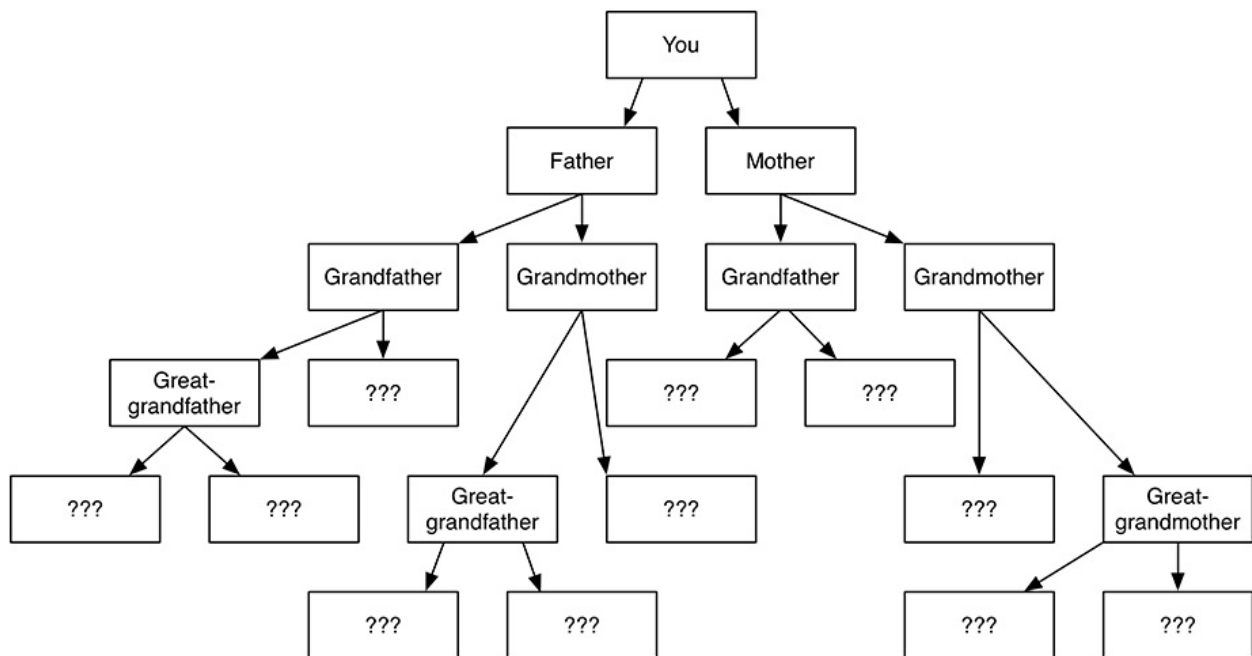 You
Father
Mother
Grandfather
Grandmother
Grandfather
Grandmother
Great-
grandfather
???
???
???
???
???
Great-
grandfather
???
???
Great-
grandmother
???
???
???
???